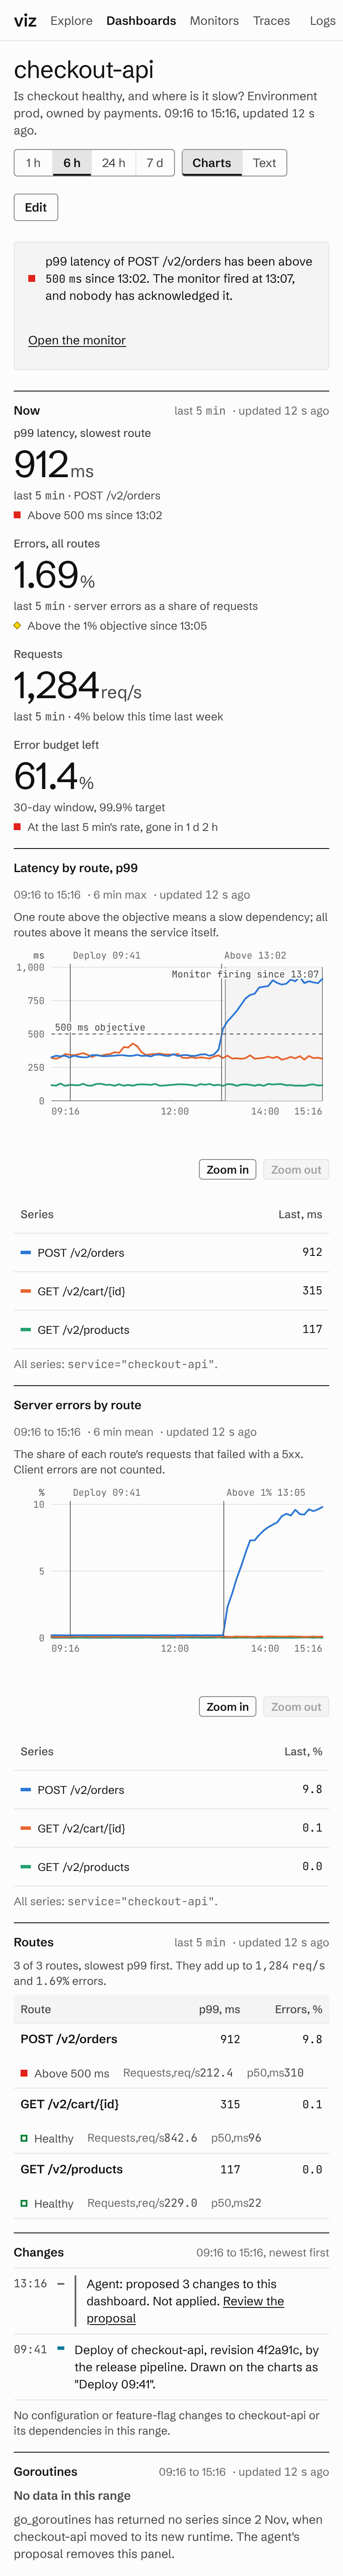 viz Explore Dashboards Monitors Traces Logs
checkout-api
Is checkout healthy, and where is it slow? Environment
prod, owned by payments. 09:16 to 15:16, updated 12 s
ago.
1 h 6 h 24 h 7 d Charts Text
Edit
p99 latency of POST /v2/orders has been above
500 ms since 13:02. The monitor fired at 13:07,
and nobody has acknowledged it.
Open the monitor
Now last 5 min · updated 12 s ago
p99 latency, slowest route
912ms
last 5 min · POST /v2/orders
Above 500 ms since 13:02
Errors, all routes
1.69%
last 5 min · server errors as a share of requests
Above the 1% objective since 13:05
Requests
1,284req/s
last 5 min · 4% below this time last week
Error budget left
61.4%
30-day window, 99.9% target
At the last 5 min's rate, gone in 1 d 2 h
Latency by route, p99
09:16 to 15:16 · 6 min max · updated 12 s ago
One route above the objective means a slow dependency; all
routes above it means the service itself.
ms Deploy 09:41 Above 13:02
1,000
Monitor firing since 13:07
750
500 500 ms objective
250
0
09:16 12:00 14:00 15:16
Zoom in Zoom out
Series Last, ms
POST /v2/orders 912
GET /v2/cart/{id} 315
GET /v2/products 117
All series: service="checkout-api".
Server errors by route
09:16 to 15:16 · 6 min mean · updated 12 s ago
The share of each route's requests that failed with a 5xx.
Client errors are not counted.
% Deploy 09:41 Above 1% 13:05
10
5
0
09:16 12:00 14:00 15:16
Zoom in Zoom out
Series Last, %
POST /v2/orders 9.8
GET /v2/cart/{id} 0.1
GET /v2/products 0.0
All series: service="checkout-api".
Routes last 5 min · updated 12 s ago
3 of 3 routes, slowest p99 first. They add up to 1,284 req/s
and 1.69% errors.
Route p99, ms Errors, %
POST /v2/orders 912 9.8
Above 500 ms Requests,req/s212.4 p50,ms310
GET /v2/cart/{id} 315 0.1
Healthy Requests,req/s842.6 p50,ms96
GET /v2/products 117 0.0
Healthy Requests,req/s229.0 p50,ms22
Changes 09:16 to 15:16, newest first
13:16 Agent: proposed 3 changes to this
dashboard. Not applied. Review the
proposal
09:41 Deploy of checkout-api, revision 4f2a91c, by
the release pipeline. Drawn on the charts as
"Deploy 09:41".
No configuration or feature-flag changes to checkout-api or
its dependencies in this range.
Goroutines 09:16 to 15:16 · updated 12 s ago
No data in this range
go_goroutines has returned no series since 2 Nov, when
checkout-api moved to its new runtime. The agent's
proposal removes this panel.